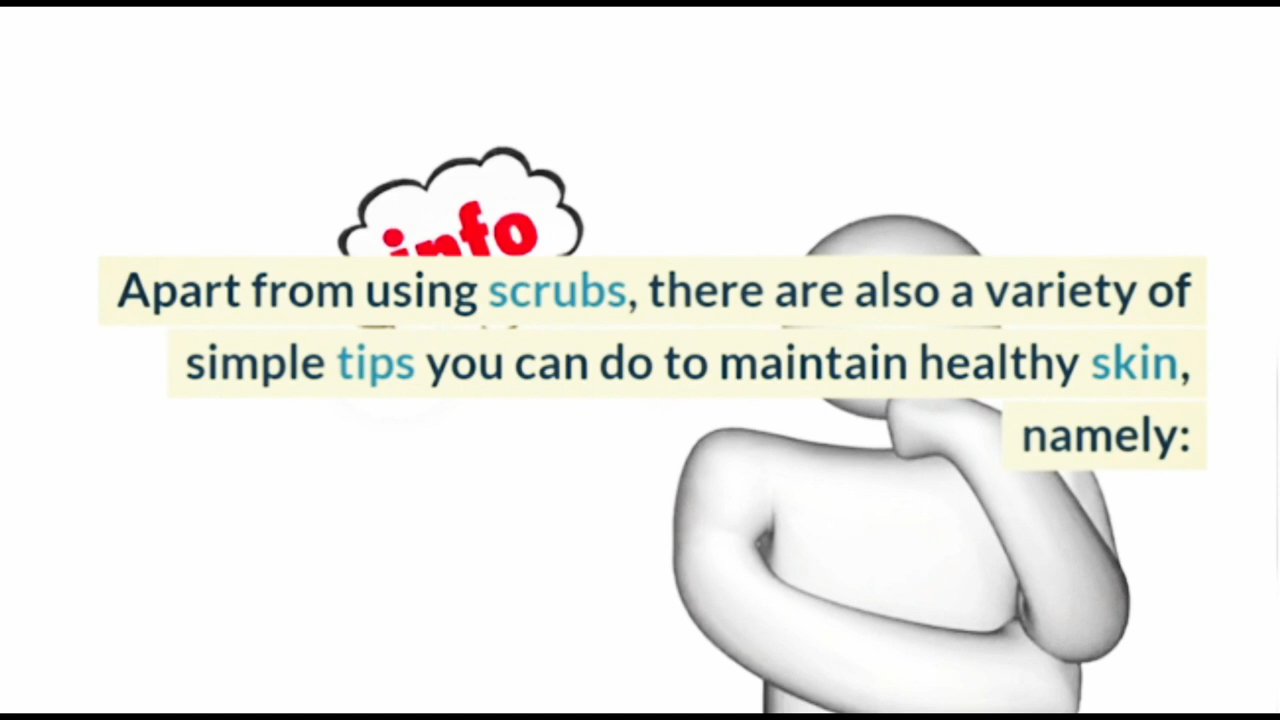 info
Apart from using scrubs, there are also a variety of
simple tips you can do to maintain healthy skin,
namely: